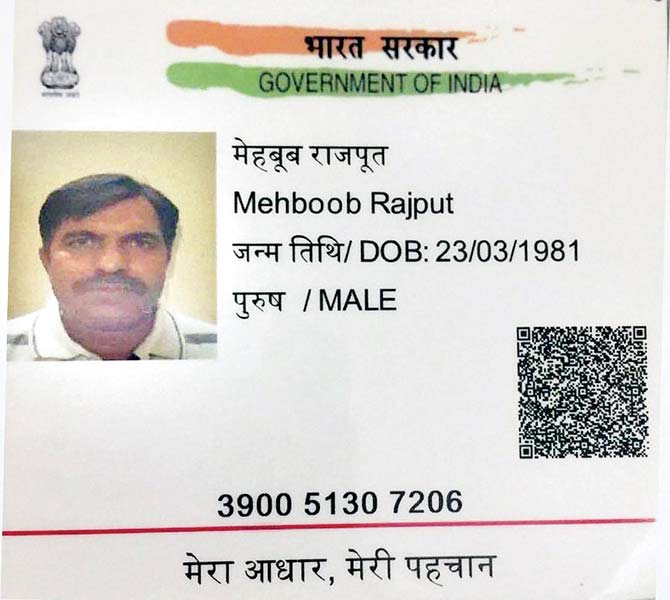 भारत सरकार
GOVERNMENT OF INDIA
मेहबूब राजपूत
Mehboob Rajput
जन्म तिथि/ DOB: 23/03/1981
पुरुष / MALE
3900 5130 7206
मेरा आधार, मेरी पहचान